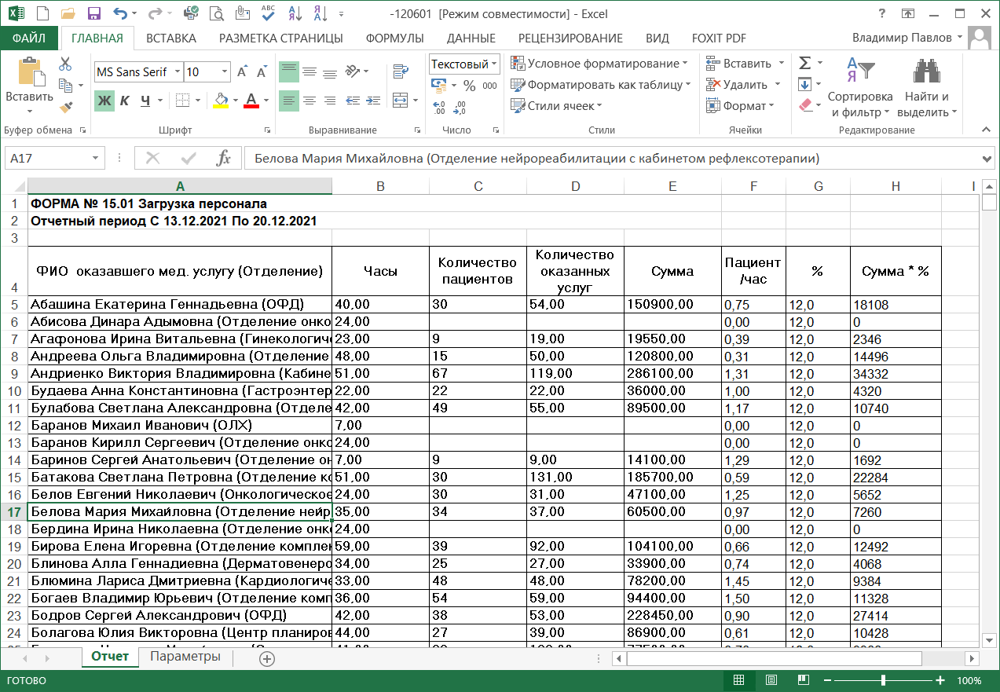 -120601 [Режим совместимости] - Excel
ФАЙЛ ГЛАВНАЯ ВСТАВКА РАЗМЕТКА СТРАНИЦЫ ФОРМУЛЫ ДАННЫЕ РЕЦЕНЗИРОВАНИЕ ВИД FOXIT PDF Владимир Павлов
Вставить
Буфер обмена
MS Sans Serif 10
Ж К Ч
Шрифт
Выравнивание
Текстовый
% 000
Число
Условное форматирование
Форматировать как таблицу
Стили ячеек
Стили
Вставить
Удалить
Формат
Ячейки
Сортировка и фильтр
Найти и выделить
Редактирование
A17 fx Белова Мария Михайловна (Отделение нейрореабилитации с кабинетом рефлексотерапии)
A B C D E F G H I
1 ФОРМА № 15.01 Загрузка персонала
2 Отчетный период С 13.12.2021 По 20.12.2021
3
4 ФИО оказавшего мед. услугу (Отделение) Часы Количество пациентов Количество оказанных услуг Сумма Пациент /час % Сумма * %
5 Абашина Екатерина Геннадьевна (ОФД) 40,00 30 54,00 150900,00 0,75 12,0 18108
6 Абисова Динара Адымовна (Отделение онко 24,00 0,00 12,0 0
7 Агафонова Ирина Витальевна (Гинекологиче 23,00 9 19,00 19550,00 0,39 12,0 2346
8 Андреева Ольга Владимировна (Отделение 48,00 15 50,00 120800,00 0,31 12,0 14496
9 Андриенко Виктория Владимировна (Кабине 51,00 67 119,00 286100,00 1,31 12,0 34332
10 Будаева Анна Константиновна (Гастроэнтер 22,00 22 22,00 36000,00 1,00 12,0 4320
11 Булабова Светлана Александровна (Отделе 42,00 49 55,00 89500,00 1,17 12,0 10740
12 Баранов Михаил Иванович (ОЛХ) 7,00 0,00 12,0 0
13 Баранов Кирилл Сергеевич (Отделение онко 24,00 0,00 12,0 0
14 Баринов Сергей Анатольевич (Отделение он 7,00 9 9,00 14100,00 1,29 12,0 1692
15 Батакова Светлана Петровна (Отделение ко 51,00 30 131,00 185700,00 0,59 12,0 22284
16 Белов Евгений Николаевич (Онкологическое 24,00 30 31,00 47100,00 1,25 12,0 5652
17 Белова Мария Михайловна (Отделение нейр 35,00 34 37,00 60500,00 0,97 12,0 7260
18 Бердина Ирина Николаевна (Отделение онко 24,00 0,00 12,0 0
19 Бирова Елена Игоревна (Отделение комплек 59,00 39 92,00 104100,00 0,66 12,0 12492
20 Блинова Алла Геннадиевна (Дерматовенеро 34,00 25 27,00 33900,00 0,74 12,0 4068
21 Блюмина Лариса Дмитриевна (Кардиологиче 33,00 48 48,00 78200,00 1,45 12,0 9384
22 Богаев Владимир Юрьевич (Отделение комп 36,00 54 59,00 94400,00 1,50 12,0 11328
23 Бодров Сергей Александрович (ОФД) 42,00 38 53,00 228450,00 0,90 12,0 27414
24 Болагова Юлия Викторовна (Центр планиров 44,00 27 39,00 86900,00 0,61 12,0 10428
Отчет Параметры
ГОТОВО 100%